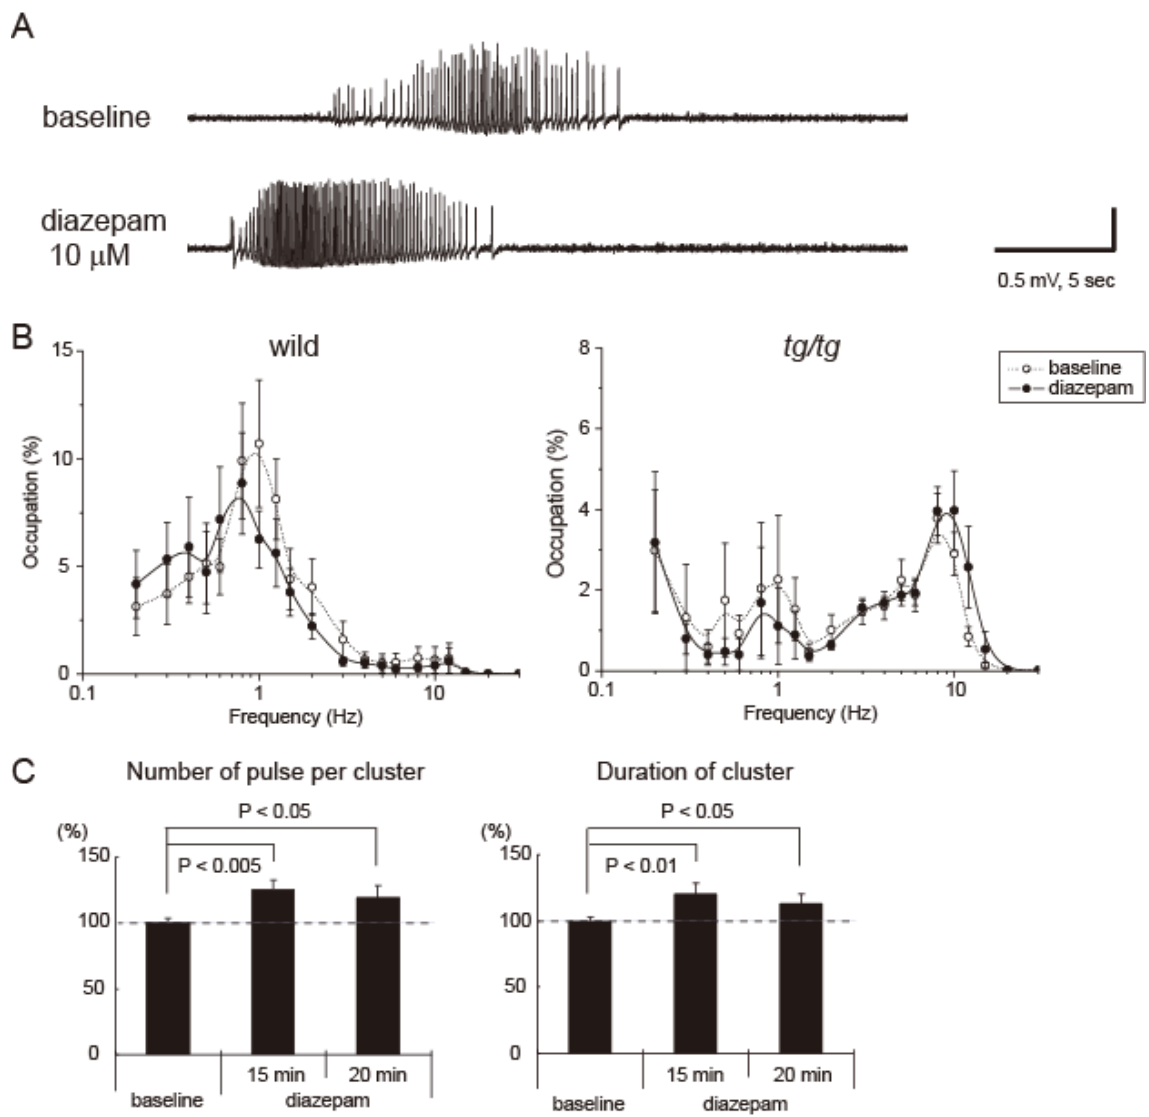 A
baseline
diazepam
10 μM
0.5 mV, 5 sec
B
wild
tg/tg
baseline
diazepam
15
10
5
0
Occupation (%)
0.1
1
10
Frequency (Hz)
8
6
4
2
0
Occupation (%)
0.1
1
10
Frequency (Hz)
C
Number of pulse per cluster
(%)
P < 0.05
P < 0.005
150
100
50
0
15 min
20 min
baseline
diazepam
Duration of cluster
(%)
P < 0.05
P < 0.01
150
100
50
0
15 min
20 min
baseline
diazepam